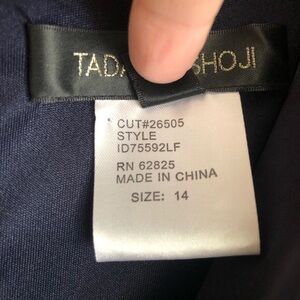 TADA SHOJI
CUT#26505
STYLE
ID75592LF
RN 62825
MADE IN CHINA
SIZE: 14